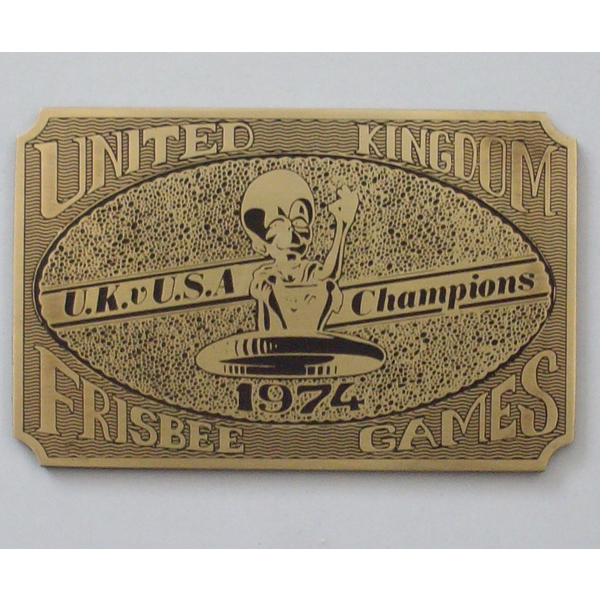 UNITED KINGDOM
U.K.v U.S.A Champions
1974
FRISBEE GAMES